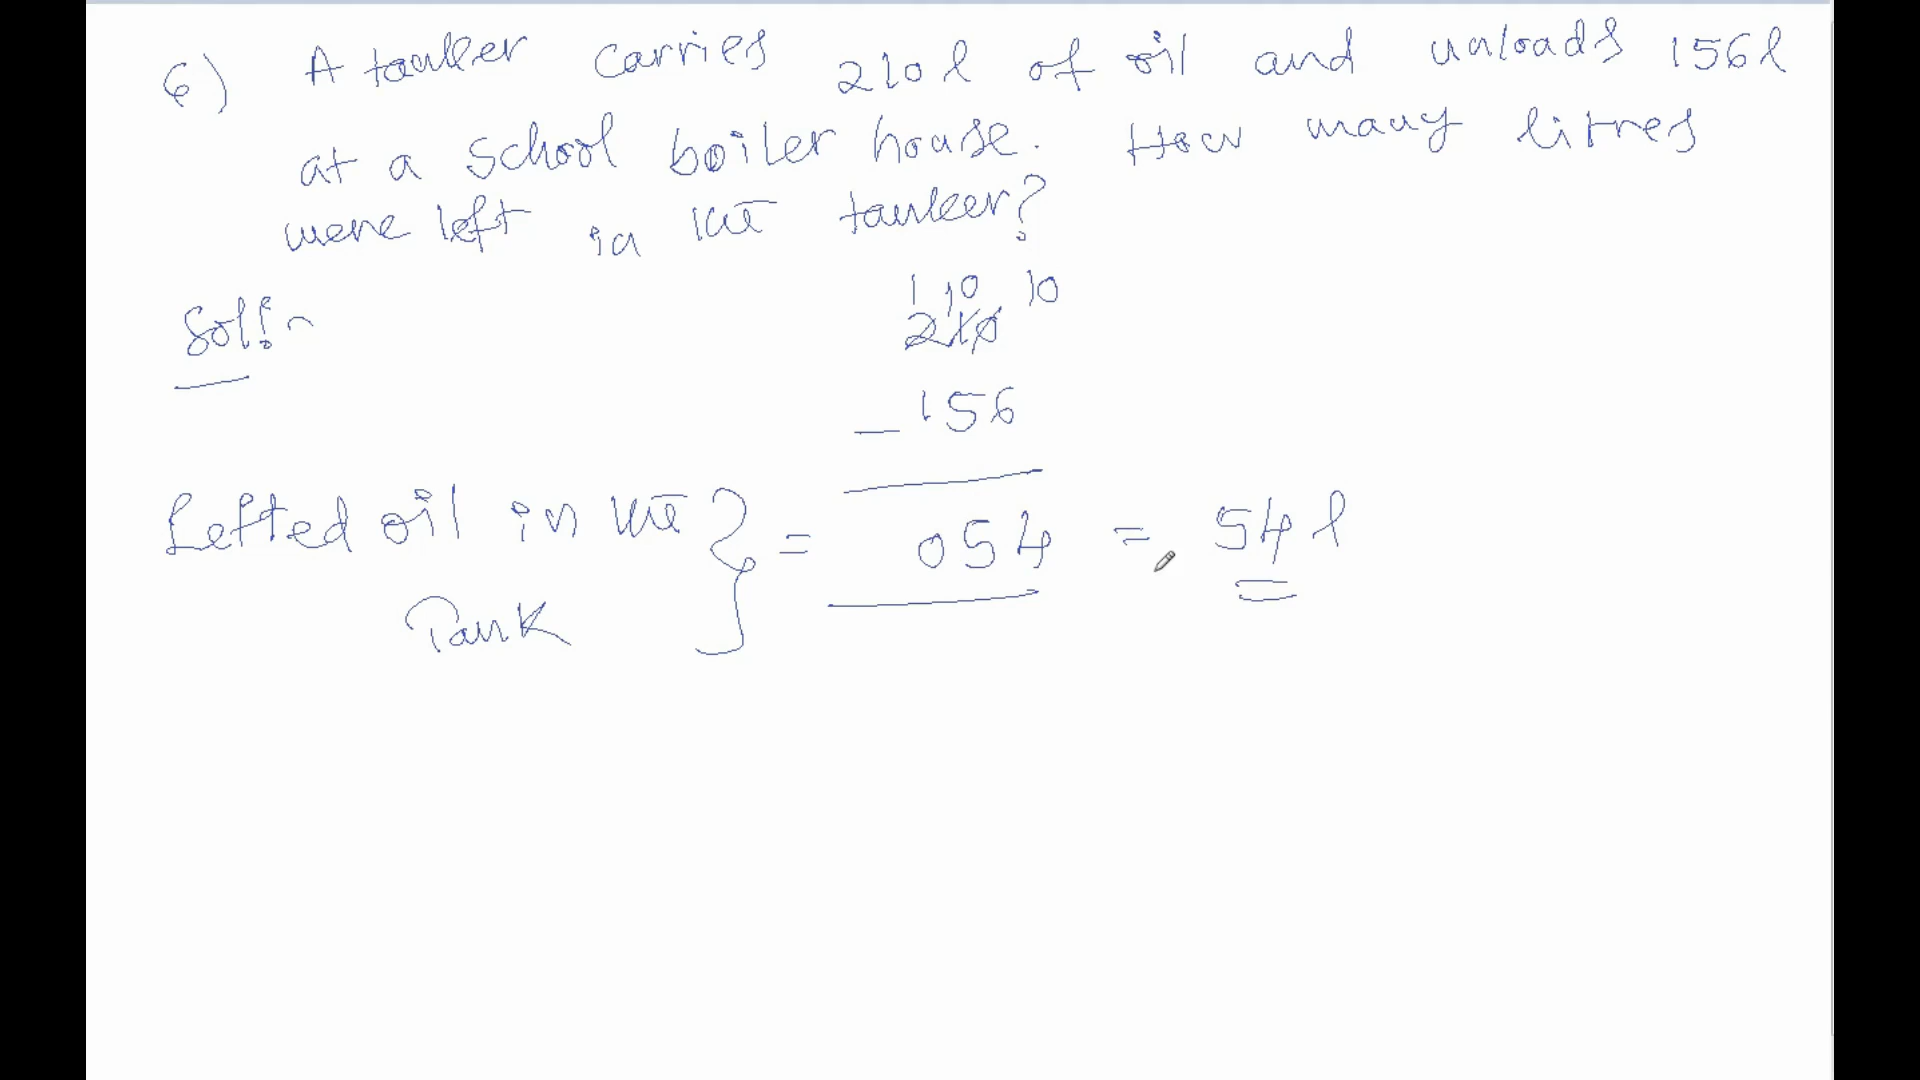 6) A tanker carries 210 l of oil and unloads 156 l
at a school boiler house. How many litres
were left in the tanker?
Sol:-
1 10 10
210
- 156
Lefted oil in the } = 054 = 54 l
Tank